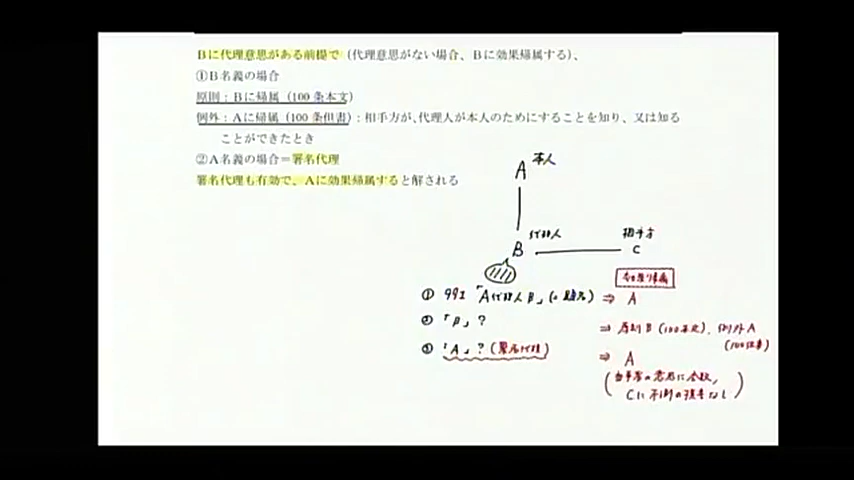 Bに代理意思がある前提で（代理意思がない場合、Bに効果帰属する）、
①B名義の場合
原則：Bに帰属（100 条本文）
例外：Aに帰属（100 条但書）：相手方が、代理人が本人のためにすることを知り、又は知る
ことができたとき
②A名義の場合＝署名代理
署名代理も有効で、Aに効果帰属すると解される
A 本人
B 代理人
相手方 C
① 99Ⅰ 「A代理人B」(⇒ A
② 「B」? ⇒ 原則B (100本文)、例外A
(100但書)
③ 「A」? (署名代理) ⇒ A
(当事者の意思に合致,
Cに不測の損害なし)